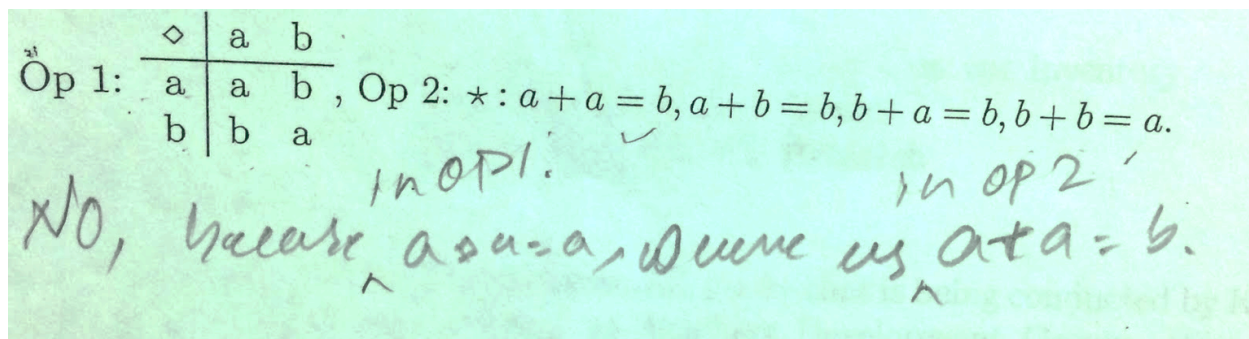 ⋄ a b
Op 1: a a b , Op 2: ⋆ : a + a = b, a + b = b, b + a = b, b + b = a.
b b a
in OP1. in OP2
NO, because ^ a⋄a=a, where as ^ a+a = b.